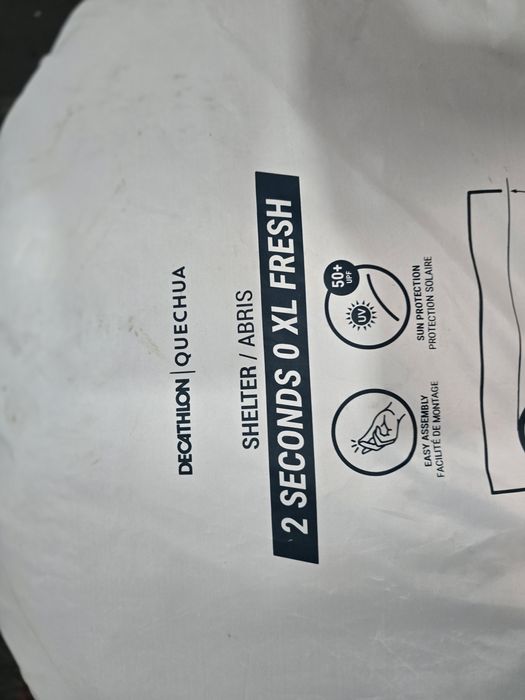 DECATHLON | QUECHUA
SHELTER / ABRIS
2 SECONDS 0 XL FRESH
EASY ASSEMBLY
FACILITÉ DE MONTAGE
UV
50+
UPF
SUN PROTECTION
PROTECTION SOLAIRE